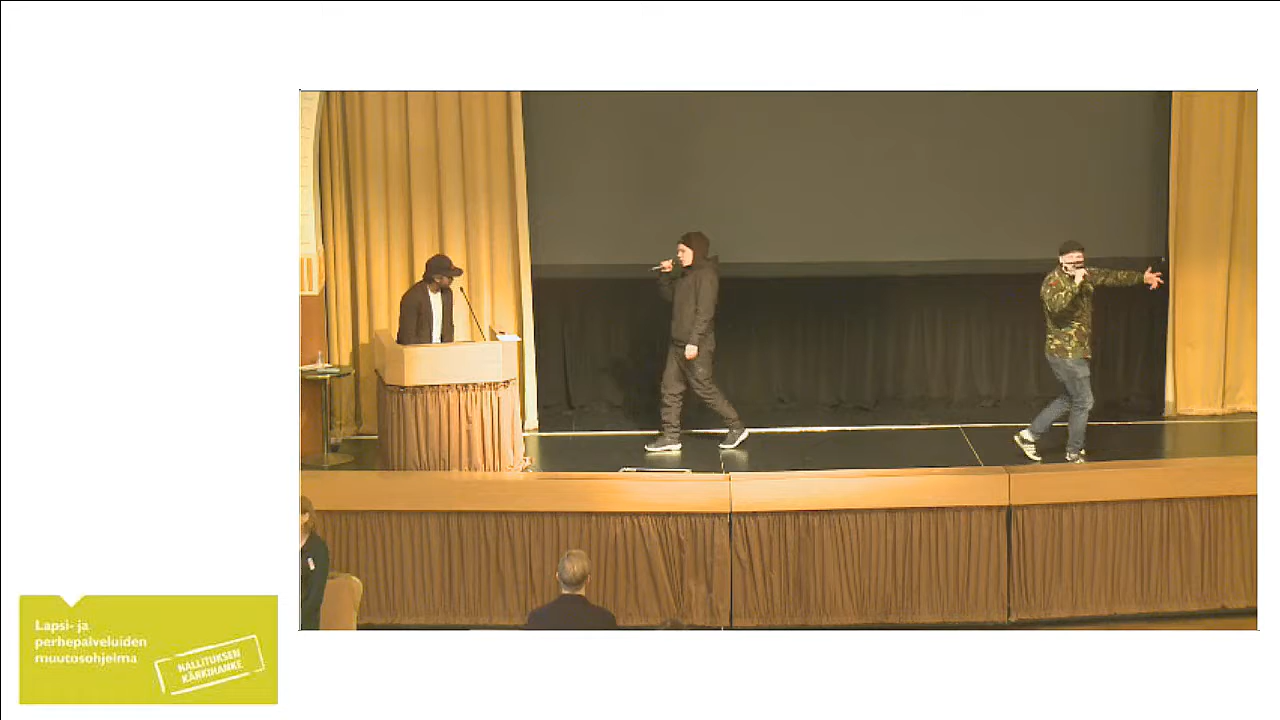 Lapsi- ja
perhepalveluiden
muutosohjelma
HALLITUKSEN
KÄRKIHANKE